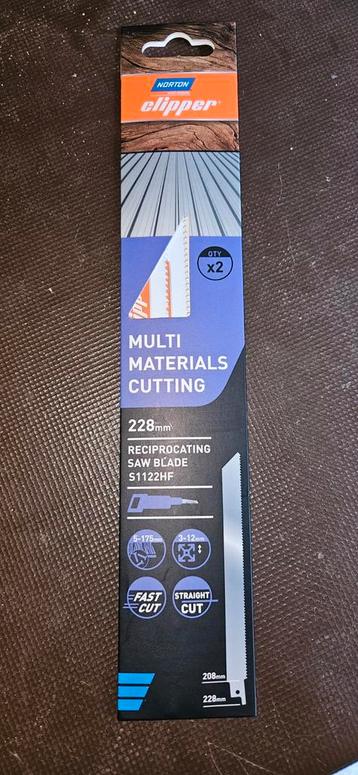 NORTON
clipper
QTY
x2
ipp
MULTI
MATERIALS
CUTTING
228mm
RECIPROCATING
SAW BLADE
S1122HF
5-175mm
3-12mm
FAST
CUT
STRAIGHT
CUT
208mm
228mm